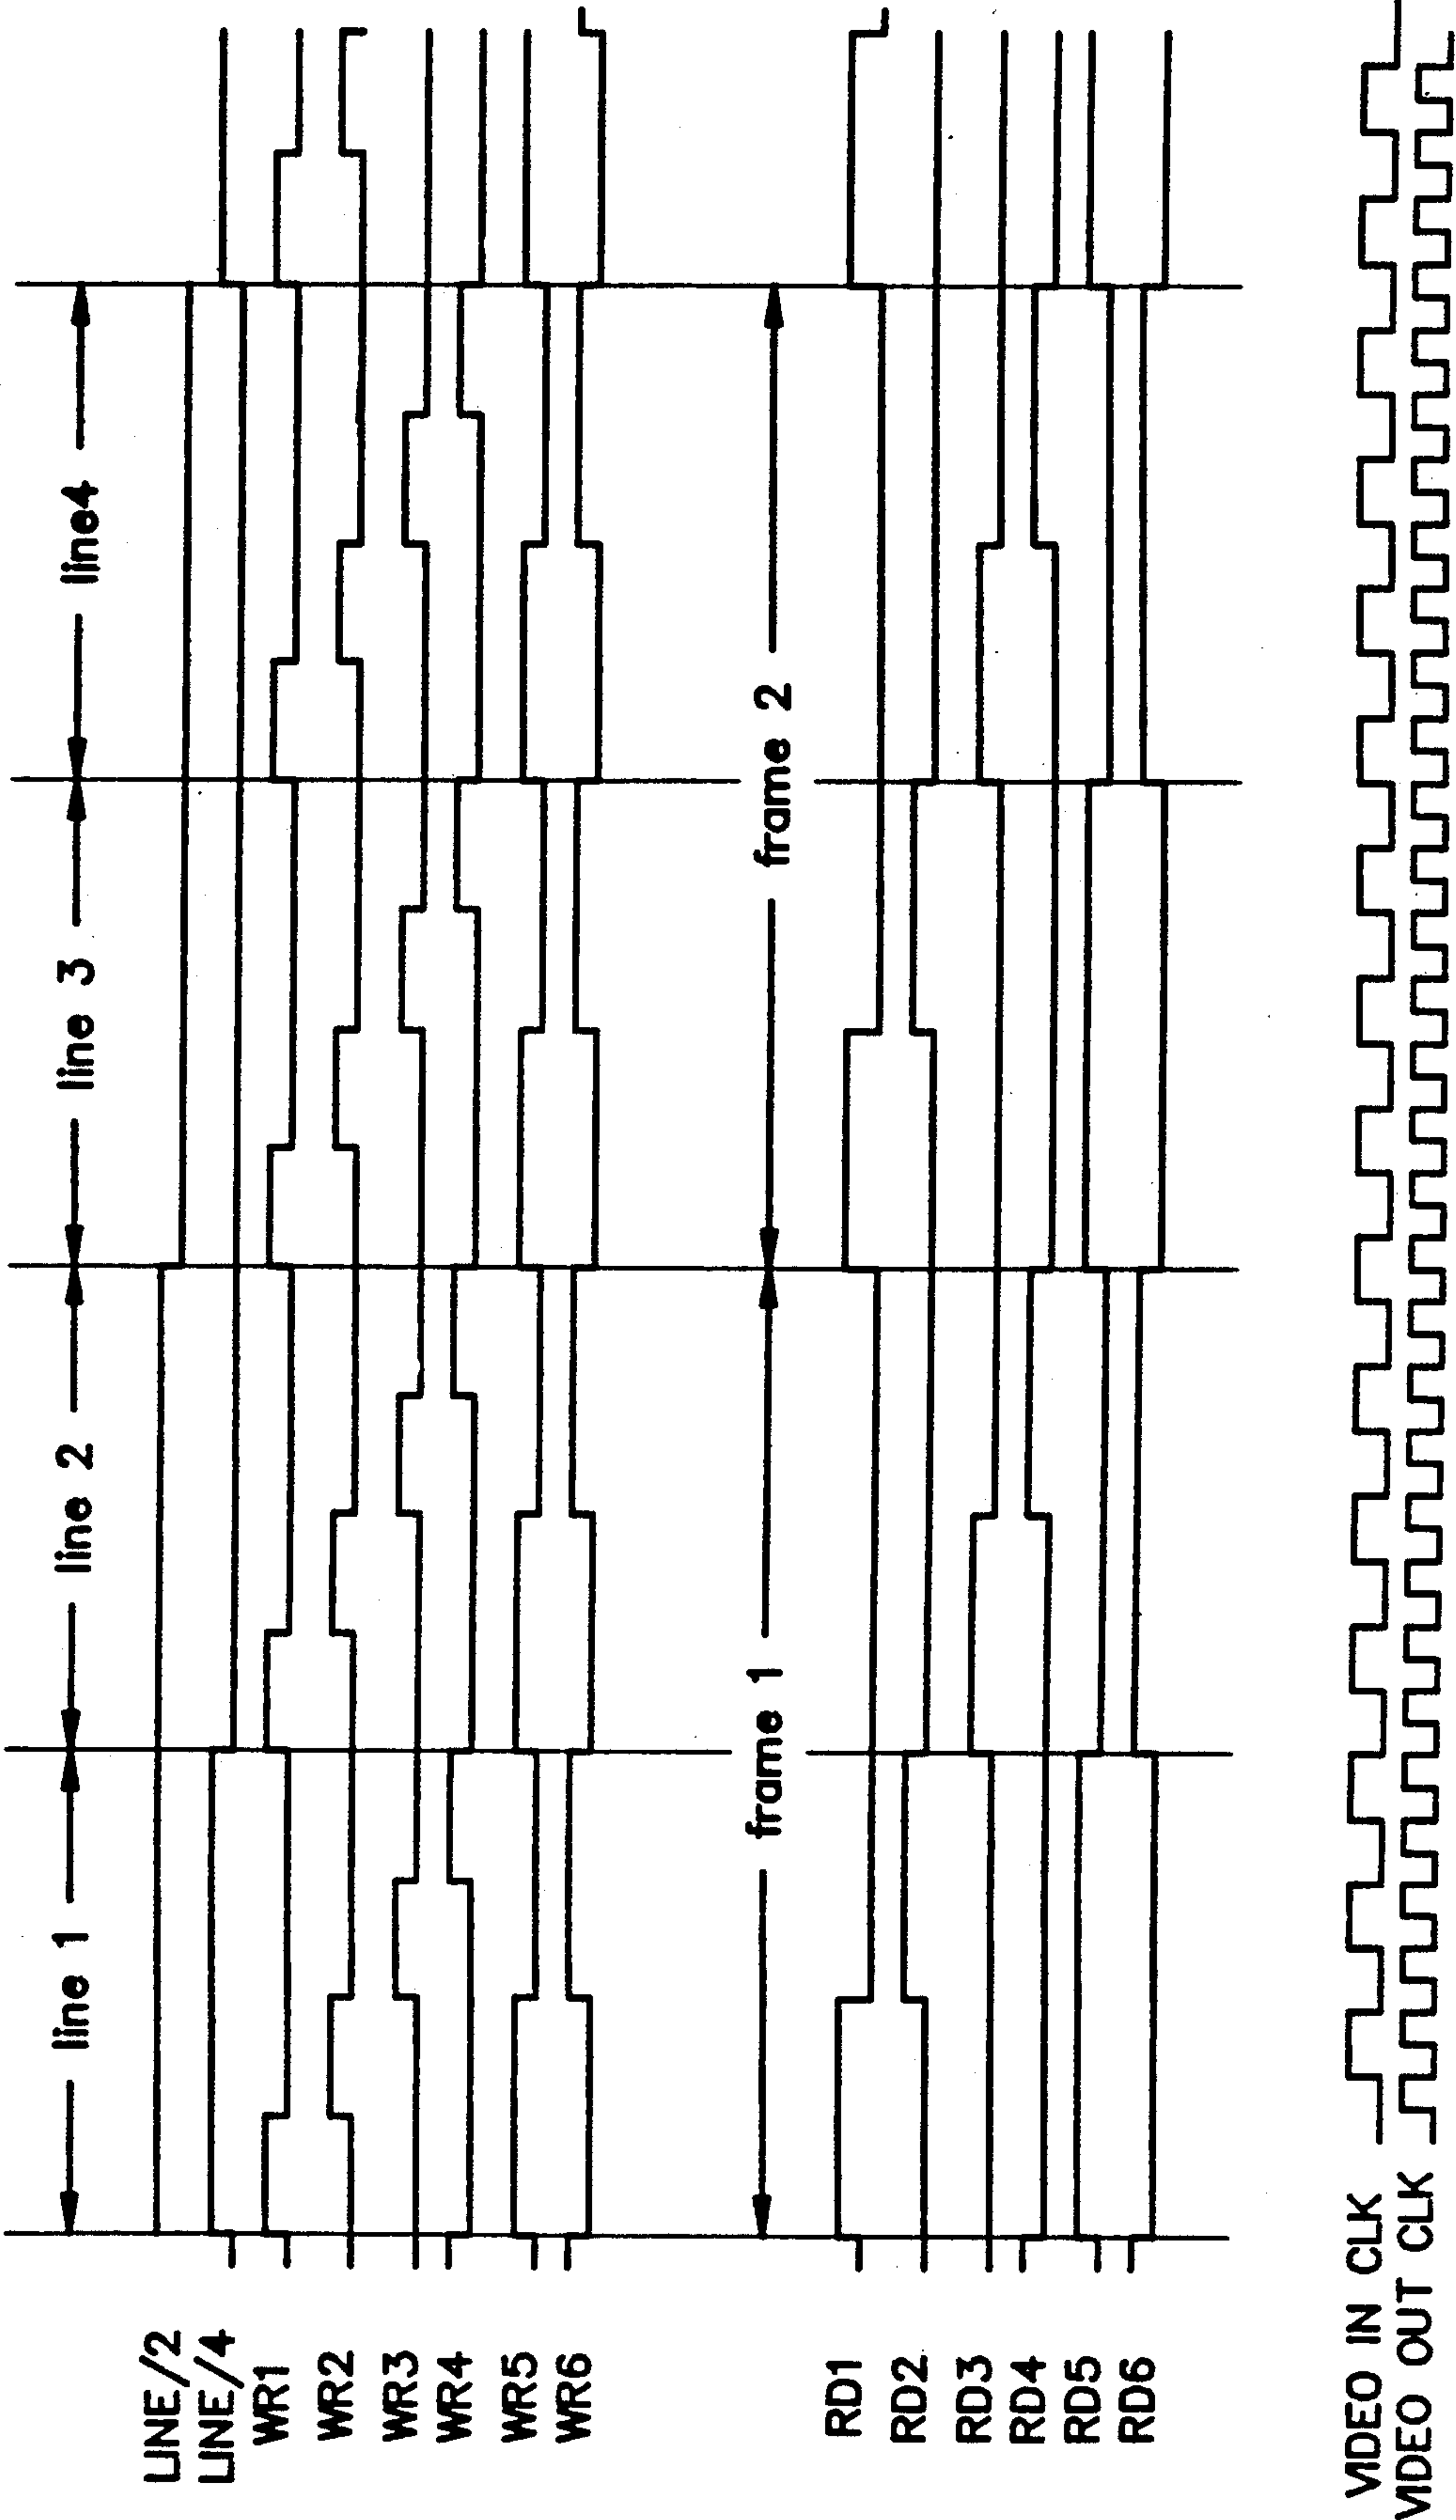 line 1
line 2
line 3
line4
LINE/2
LINE/4
WR1
WR2
WR3
WR4
WR5
WR6
frame 1
frame 2
RD1
RD2
RD3
RD4
RD5
RD6
VIDEO IN CLK
VIDEO OUT CLK